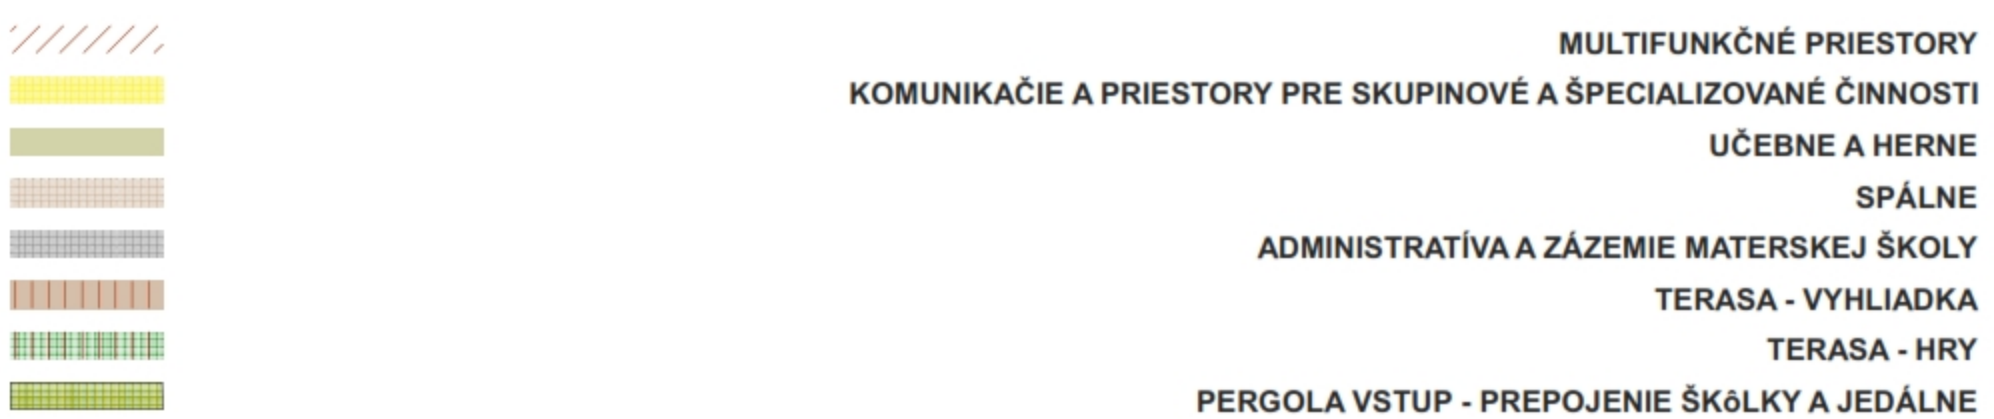 MULTIFUNKČNÉ PRIESTORY
KOMUNIKAČIE A PRIESTORY PRE SKUPINOVÉ A ŠPECIALIZOVANÉ ČINNOSTI
UČEBNE A HERNE
SPÁLNE
ADMINISTRATÍVA A ZÁZEMIE MATERSKEJ ŠKOLY
TERASA - VYHLIADKA
TERASA - HRY
PERGOLA VSTUP - PREPOJENIE ŠKôLKY A JEDÁLNE